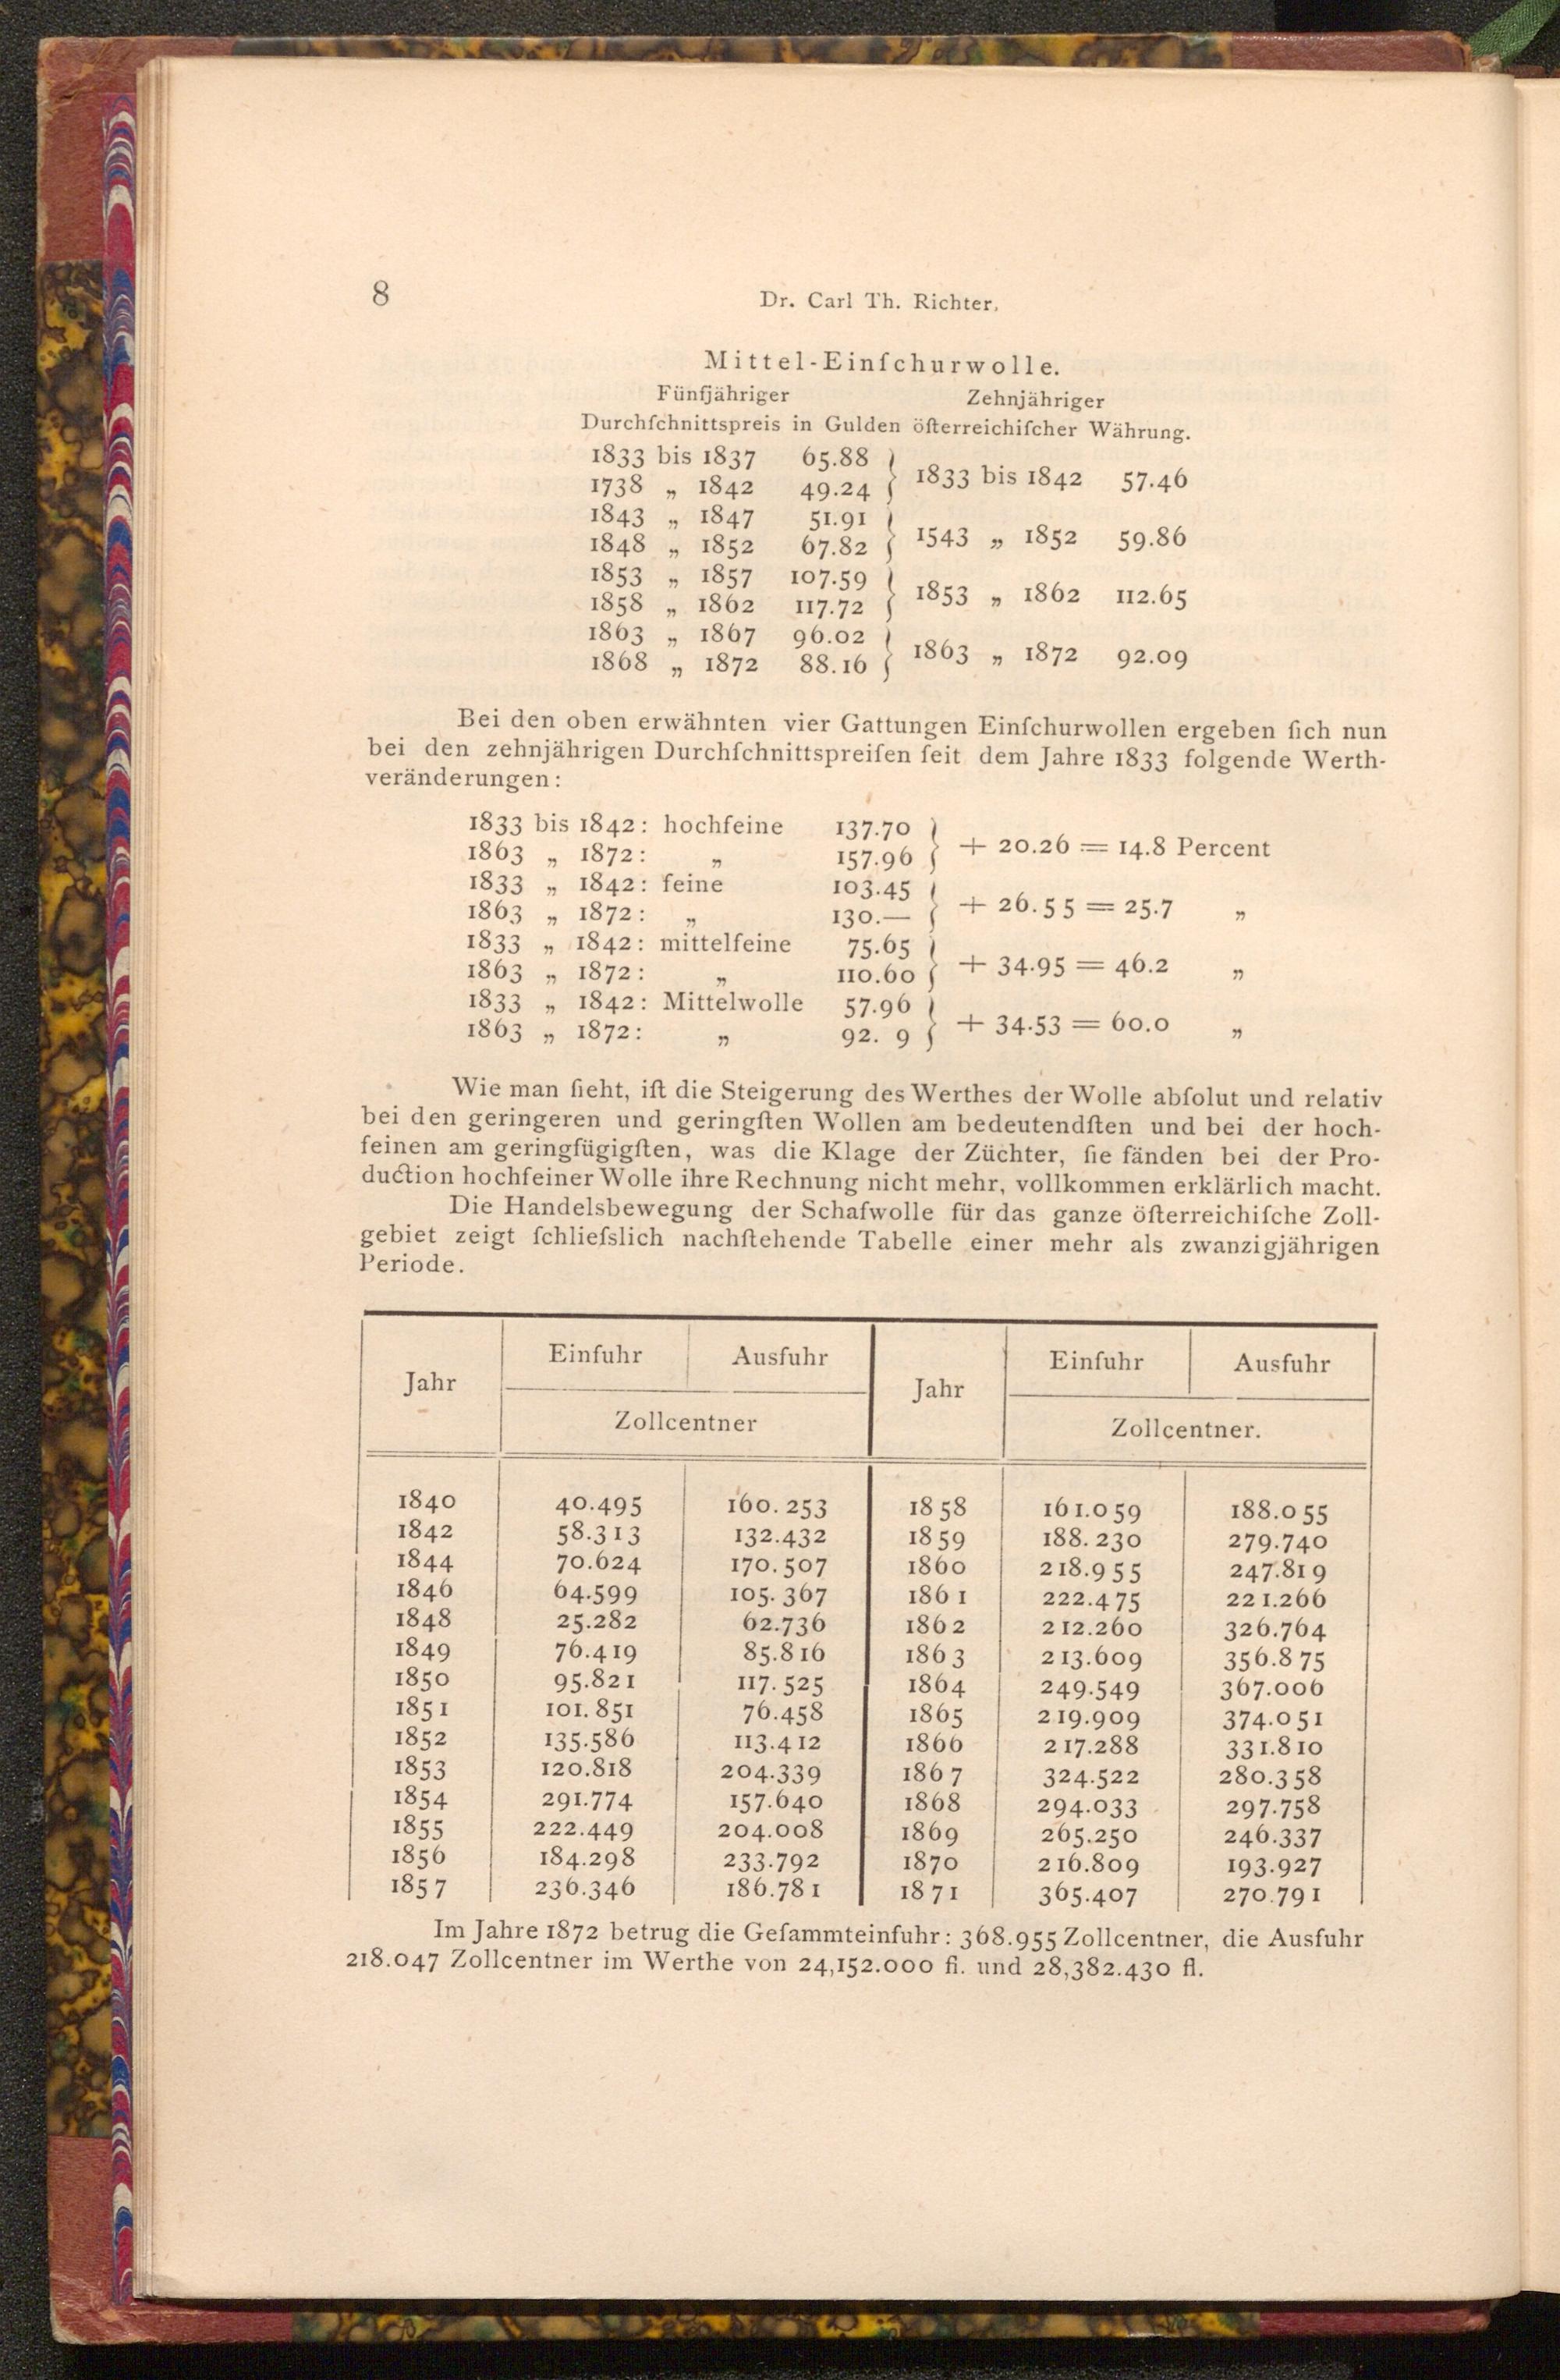 8 Dr. Carl Th. Richter.
Mittel-Einſchurwolle.
Fünfjähriger Zehnjähriger
Durchſchnittspreis in Gulden öſterreichiſcher Währung.
1833 bis 1837 65.88 } 1833 bis 1842 57.46
1738 „ 1842 49.24
1843 „ 1847 51.91 } 1543 „ 1852 59.86
1848 „ 1852 67.82
1853 „ 1857 107.59 } 1853 „ 1862 112.65
1858 „ 1862 117.72
1863 „ 1867 96.02 } 1863 „ 1872 92.09
1868 „ 1872 88.16
Bei den oben erwähnten vier Gattungen Einſchurwollen ergeben ſich nun
bei den zehnjährigen Durchſchnittspreiſen ſeit dem Jahre 1833 folgende Werth-
veränderungen:
1833 bis 1842: hochfeine 137.70 } + 20.26 = 14.8 Percent
1863 „ 1872: „ 157.96
1833 „ 1842: feine 103.45 } + 26.55 = 25.7 „
1863 „ 1872: „ 130.—
1833 „ 1842: mittelfeine 75.65 } + 34.95 = 46.2 „
1863 „ 1872: „ 110.60
1833 „ 1842: Mittelwolle 57.96 } + 34.53 = 60.0 „
1863 „ 1872: „ 92. 9
Wie man ſieht, iſt die Steigerung des Werthes der Wolle abſolut und relativ
bei den geringeren und geringſten Wollen am bedeutendſten und bei der hoch-
feinen am geringfügigſten, was die Klage der Züchter, ſie fänden bei der Pro-
duction hochfeiner Wolle ihre Rechnung nicht mehr, vollkommen erklärlich macht.
Die Handelsbewegung der Schafwolle für das ganze öſterreichiſche Zoll-
gebiet zeigt ſchlieſslich nachſtehende Tabelle einer mehr als zwanzigjährigen
Periode.
Jahr Einfuhr Ausfuhr Jahr Einfuhr Ausfuhr
Zollcentner Zollcentner.
1840 40.495 160.253 1858 161.059 188.055
1842 58.313 132.432 1859 188.230 279.740
1844 70.624 170.507 1860 218.955 247.819
1846 64.599 105.367 1861 222.475 221.266
1848 25.282 62.736 1862 212.260 326.764
1849 76.419 85.816 1863 213.609 356.875
1850 95.821 117.525 1864 249.549 367.006
1851 101.851 76.458 1865 219.909 374.051
1852 135.586 113.412 1866 217.288 331.810
1853 120.818 204.339 1867 324.522 280.358
1854 291.774 157.640 1868 294.033 297.758
1855 222.449 204.008 1869 265.250 246.337
1856 184.298 233.792 1870 216.809 193.927
1857 236.346 186.781 1871 365.407 270.791
Im Jahre 1872 betrug die Geſammteinfuhr: 368.955 Zollcentner, die Ausfuhr
218.047 Zollcentner im Werthe von 24,152.000 fl. und 28,382.430 fl.